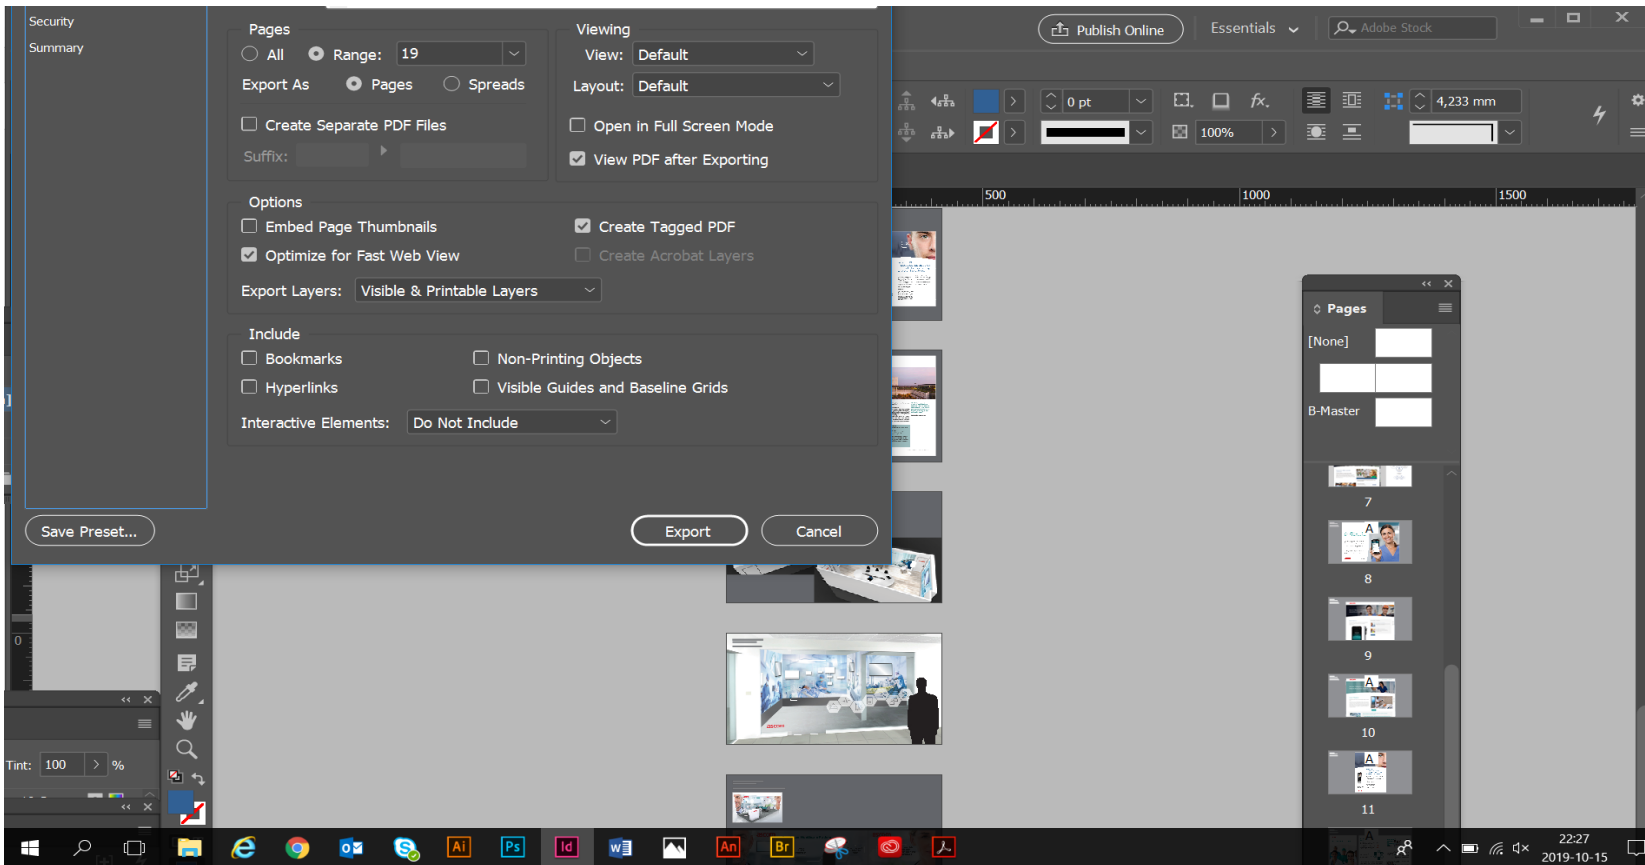 Security
Summary
Pages
All
Range:
19
Export As
Pages
Spreads
Create Separate PDF Files
Suffix:
Viewing
View:
Default
Layout:
Default
Open in Full Screen Mode
View PDF after Exporting
Options
Embed Page Thumbnails
Create Tagged PDF
Optimize for Fast Web View
Create Acrobat Layers
Export Layers:
Visible & Printable Layers
Include
Bookmarks
Non-Printing Objects
Hyperlinks
Visible Guides and Baseline Grids
Interactive Elements:
Do Not Include
Save Preset...
Export
Cancel
Publish Online
Essentials
Adobe Stock
0 pt
fx.
4,233 mm
100%
500
1000
1500
Pages
[None]
B-Master
7
A
8
9
A
10
A
11
A
0
Tint:
100
%
Ai
Ps
Id
An
Br
22:27
2019-10-15